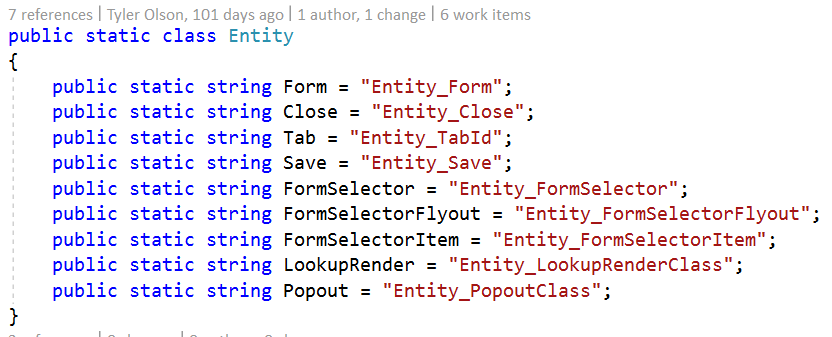 7 references | Tyler Olson, 101 days ago | 1 author, 1 change | 6 work items
public static class Entity
{
    public static string Form = "Entity_Form";
    public static string Close = "Entity_Close";
    public static string Tab = "Entity_TabId";
    public static string Save = "Entity_Save";
    public static string FormSelector = "Entity_FormSelector";
    public static string FormSelectorFlyout = "Entity_FormSelectorFlyout";
    public static string FormSelectorItem = "Entity_FormSelectorItem";
    public static string LookupRender = "Entity_LookupRenderClass";
    public static string Popout = "Entity_PopoutClass";
}